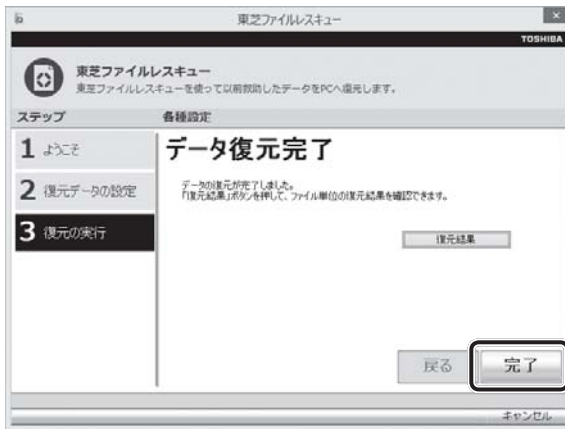 東芝ファイルレスキュー
TOSHIBA
東芝ファイルレスキュー
東芝ファイルレスキューを使って以前救助したデータをPCへ復元します。
ステップ
各種設定
1 ようこそ
2 復元データの設定
3 復元の実行
データ復元完了
データの復元が完了しました。
「復元結果」ボタンを押して、ファイル単位の復元結果を確認できます。
復元結果
戻る
完了
キャンセル